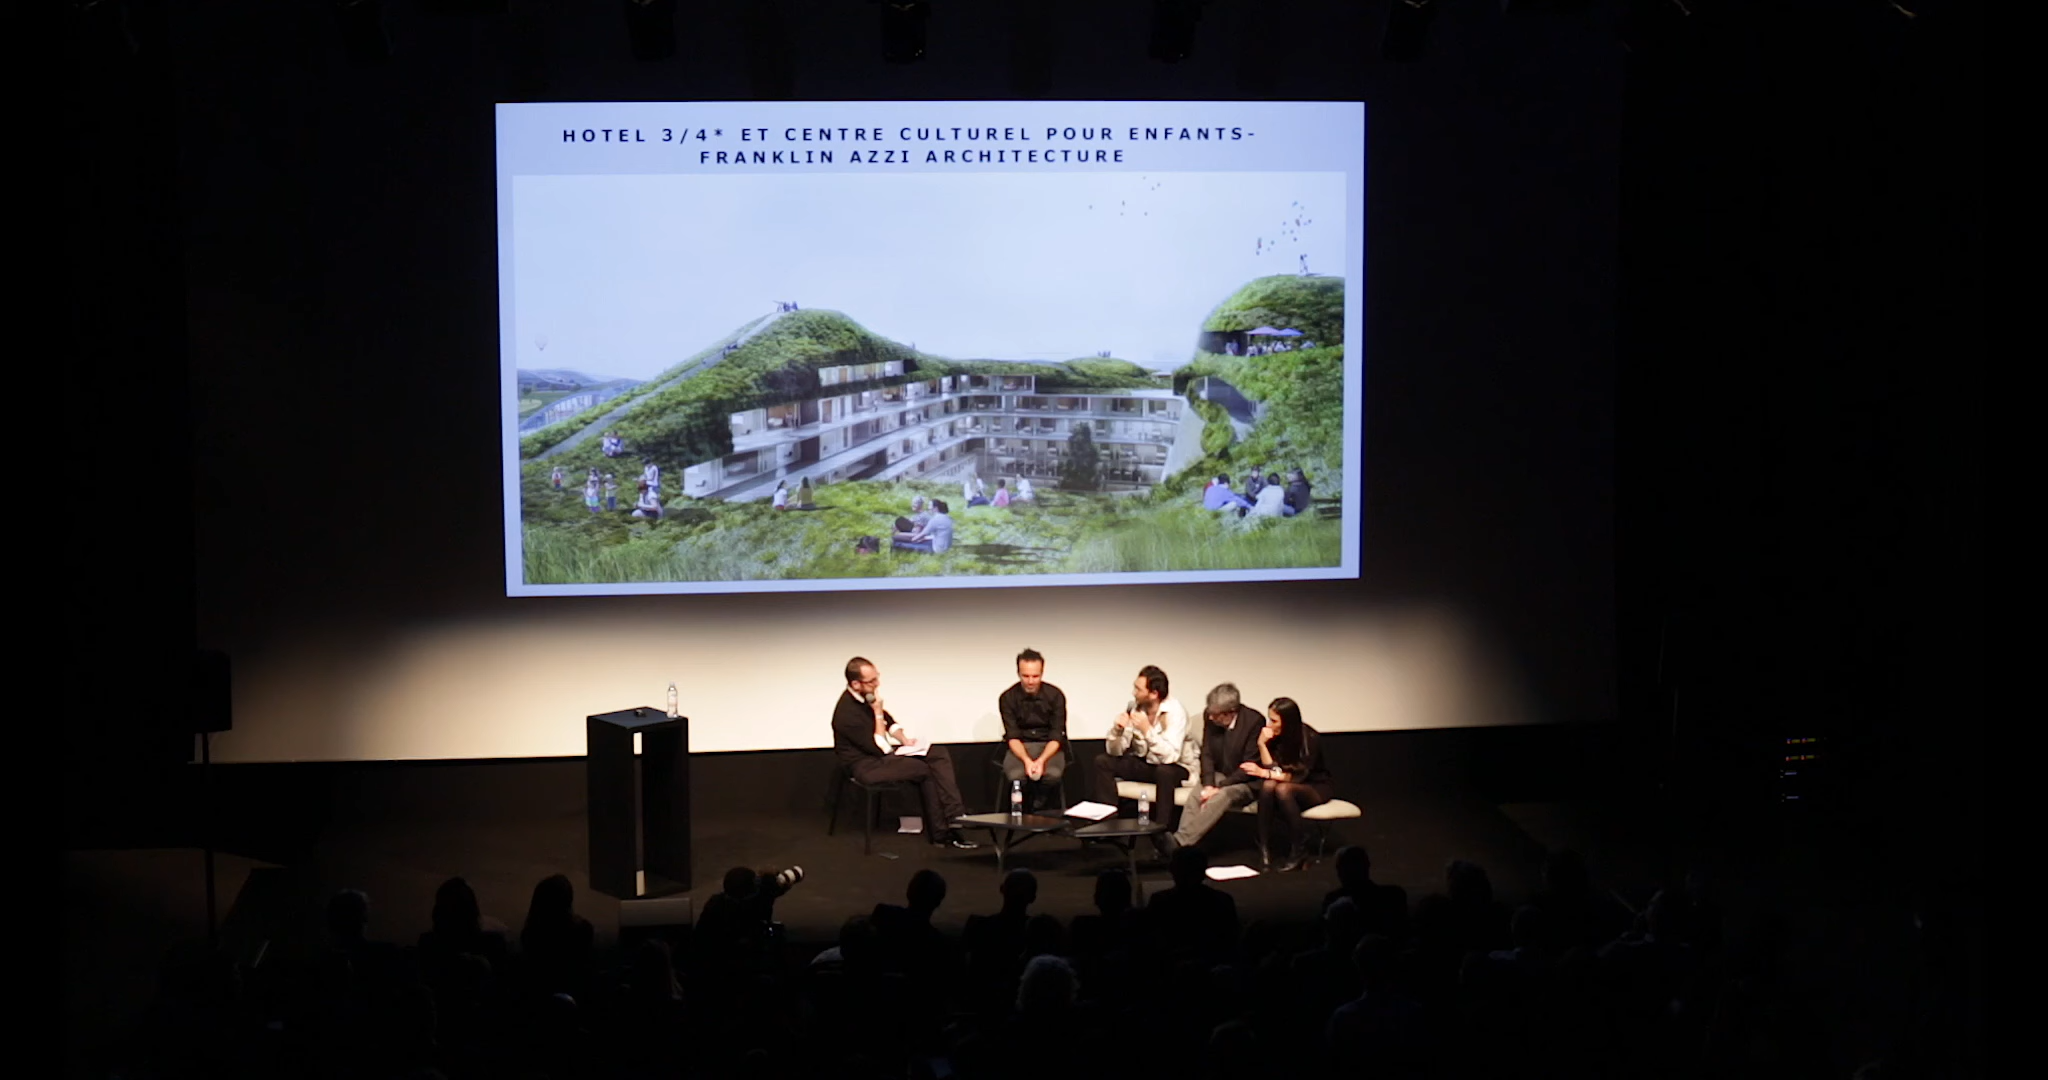 HOTEL 3/4* ET CENTRE CULTUREL POUR ENFANTS-
FRANKLIN AZZI ARCHITECTURE